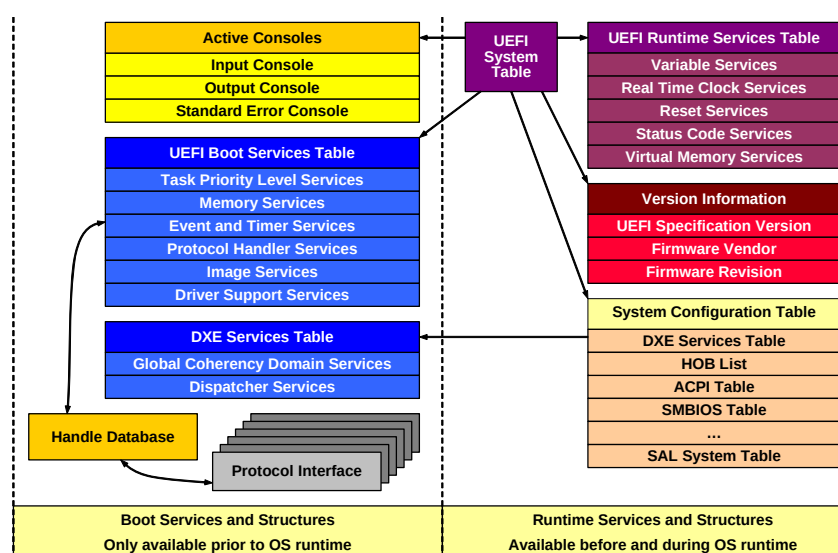 Active Consoles
Input Console
Output Console
Standard Error Console
UEFI
System
Table
UEFI Runtime Services Table
Variable Services
Real Time Clock Services
Reset Services
Status Code Services
Virtual Memory Services
UEFI Boot Services Table
Task Priority Level Services
Memory Services
Event and Timer Services
Protocol Handler Services
Image Services
Driver Support Services
Version Information
UEFI Specification Version
Firmware Vendor
Firmware Revision
DXE Services Table
Global Coherency Domain Services
Dispatcher Services
System Configuration Table
DXE Services Table
HOB List
ACPI Table
SMBIOS Table
...
SAL System Table
Handle Database
Protocol Interface
Boot Services and Structures
Only available prior to OS runtime
Runtime Services and Structures
Available before and during OS runtime